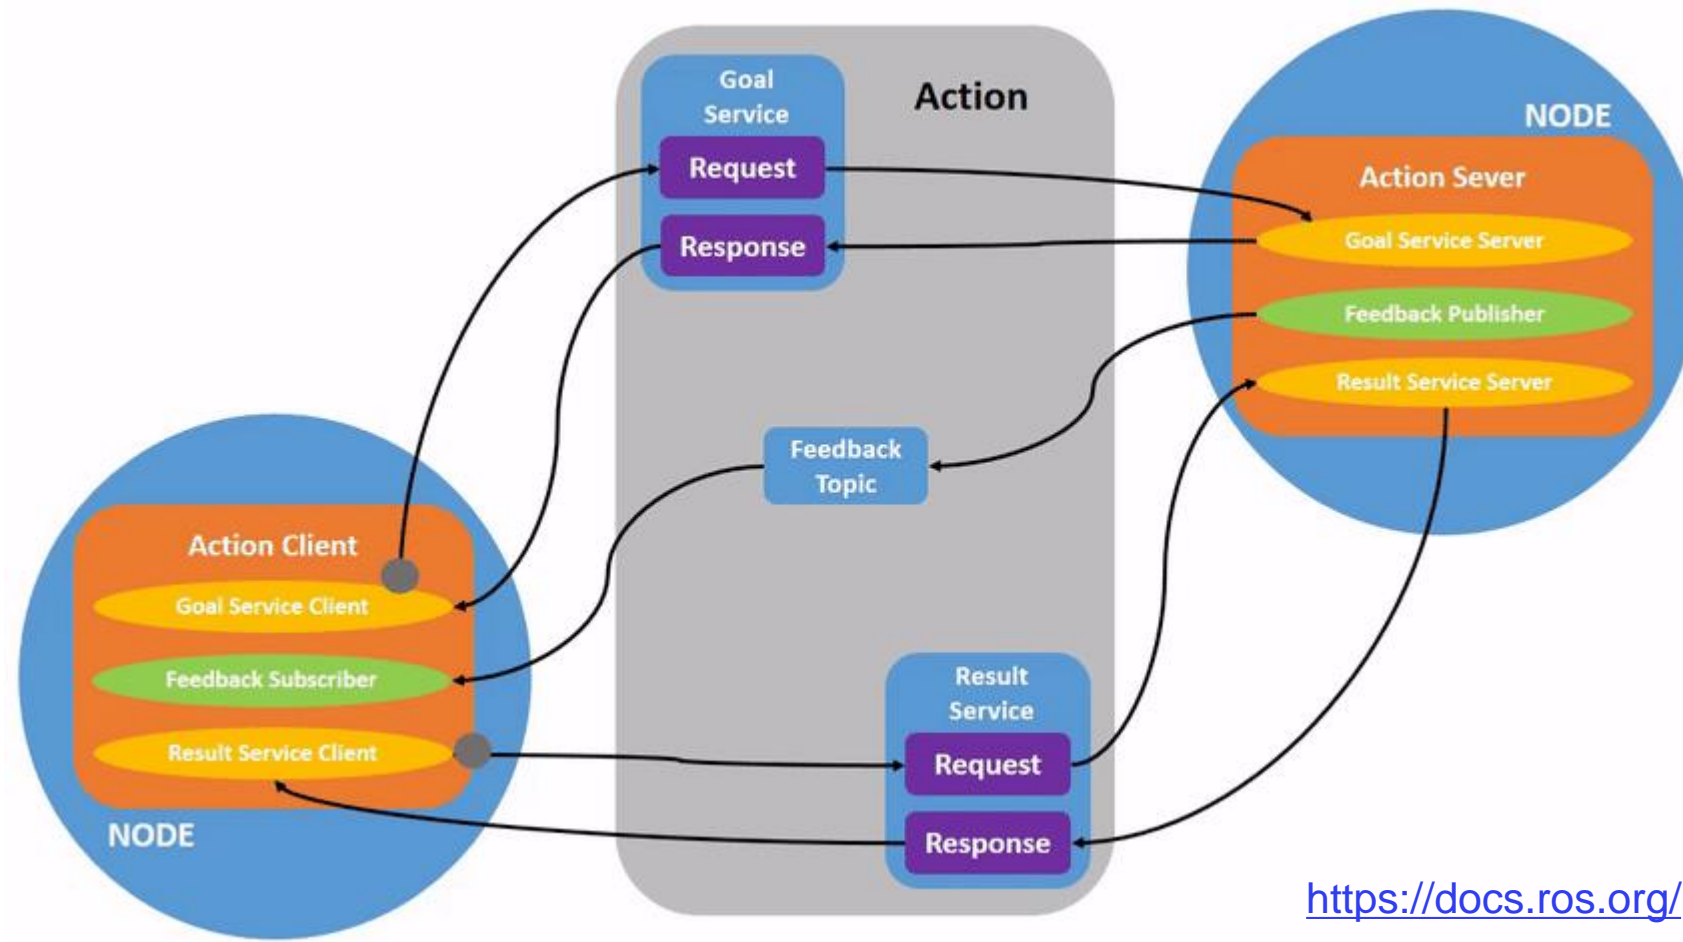 Goal
Service
Action
Request
Response
NODE
Action Sever
Goal Service Server
Feedback Publisher
Result Service Server
Feedback
Topic
Action Client
Goal Service Client
Feedback Subscriber
Result Service Client
NODE
Result
Service
Request
Response
https://docs.ros.org/